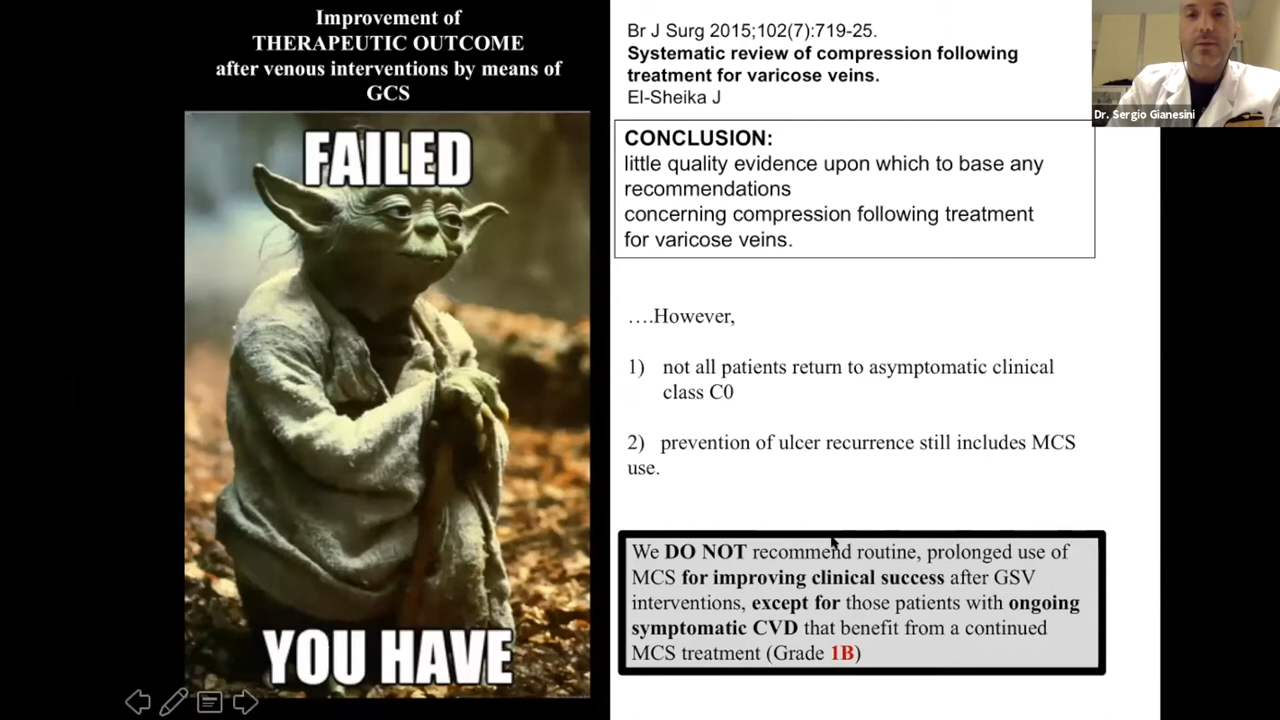 Improvement of
THERAPEUTIC OUTCOME
after venous interventions by means of
GCS
FAILED
YOU HAVE
Br J Surg 2015;102(7):719-25.
Systematic review of compression following
treatment for varicose veins.
El-Sheika J
CONCLUSION:
little quality evidence upon which to base any
recommendations
concerning compression following treatment
for varicose veins.
….However,
1) not all patients return to asymptomatic clinical
class C0
2) prevention of ulcer recurrence still includes MCS
use.
We DO NOT recommend routine, prolonged use of
MCS for improving clinical success after GSV
interventions, except for those patients with ongoing
symptomatic CVD that benefit from a continued
MCS treatment (Grade 1B)
Dr. Sergio Gianesini